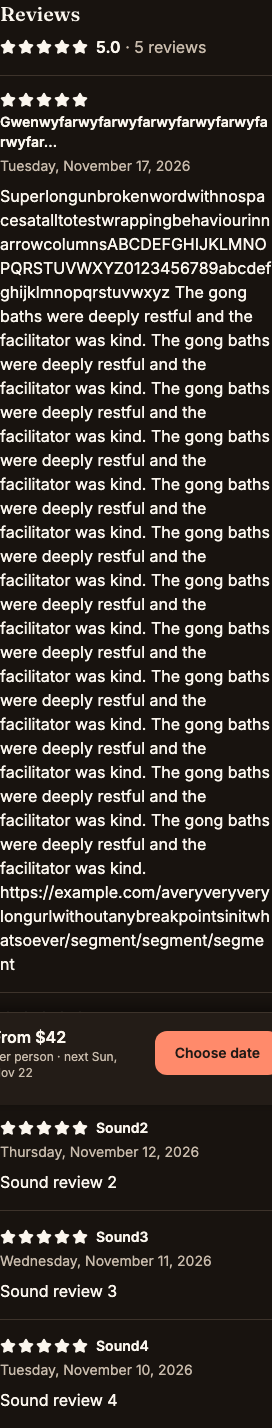 Reviews
5.0 · 5 reviews
Gwenwyfarwyfarwyfarwyfarwyfarwyfa
rwyfar...
Tuesday, November 17, 2026
Superlongunbrokenwordwithnospa
cesatalltotestwrappingbehaviourinn
arrowcolumnsABCDEFGHIJKLMNO
PQRSTUVWXYZ0123456789abcdef
ghijklmnopqrstuvwxyz The gong
baths were deeply restful and the
facilitator was kind. The gong baths
were deeply restful and the
facilitator was kind. The gong baths
were deeply restful and the
facilitator was kind. The gong baths
were deeply restful and the
facilitator was kind. The gong baths
were deeply restful and the
facilitator was kind. The gong baths
were deeply restful and the
facilitator was kind. The gong baths
were deeply restful and the
facilitator was kind. The gong baths
were deeply restful and the
facilitator was kind. The gong baths
were deeply restful and the
facilitator was kind. The gong baths
were deeply restful and the
facilitator was kind. The gong baths
were deeply restful and the
facilitator was kind. The gong baths
were deeply restful and the
facilitator was kind.
https://example.com/averyveryvery
longurlwithoutanybreakpointsinitwh
atsoever/segment/segment/segme
nt
From $42
er person · next Sun,
ov 22
Choose date
Sound2
Thursday, November 12, 2026
Sound review 2
Sound3
Wednesday, November 11, 2026
Sound review 3
Sound4
Tuesday, November 10, 2026
Sound review 4